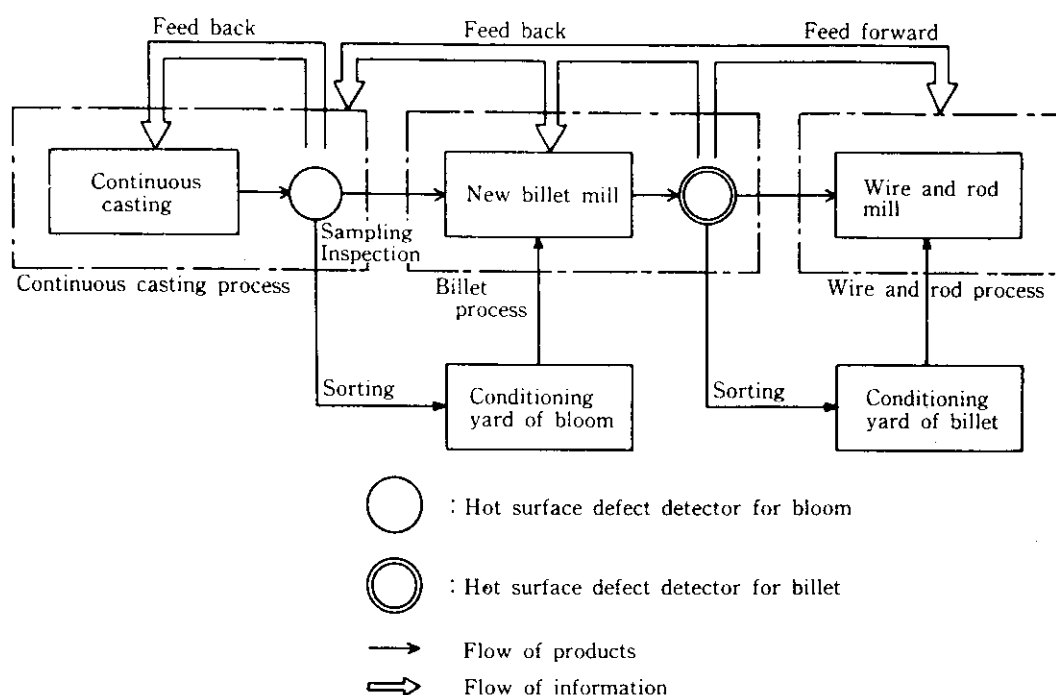 Feed back
Feed back
Feed forward
Continuous
casting
New billet mill
Wire and rod
mill
Sampling
Inspection
Continuous casting process
Billet
process
Wire and rod process
Sorting
Conditioning
yard of bloom
Sorting
Conditioning
yard of billet
: Hot surface defect detector for bloom
: Hot surface defect detector for billet
Flow of products
Flow of information